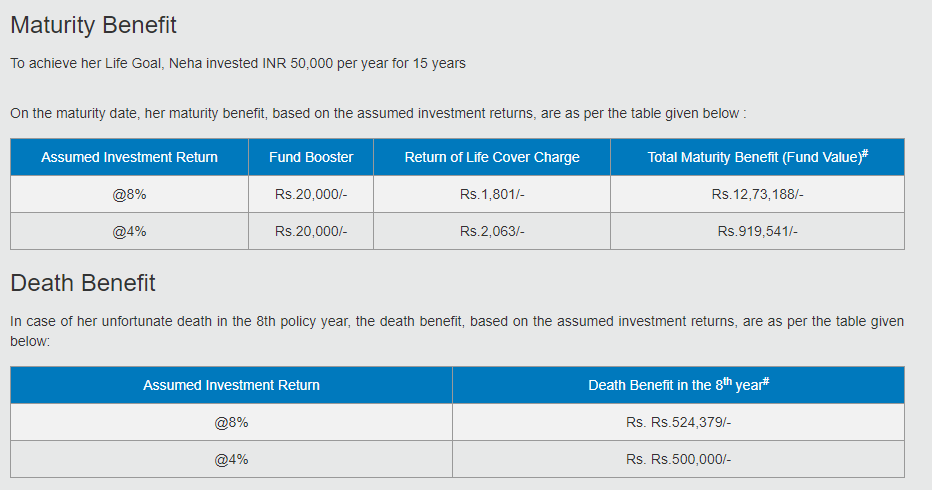 Maturity Benefit
To achieve her Life Goal, Neha invested INR 50,000 per year for 15 years
On the maturity date, her maturity benefit, based on the assumed investment returns, are as per the table given below :
Assumed Investment Return Fund Booster Return of Life Cover Charge Total Maturity Benefit (Fund Value)#
@8% Rs.20,000/- Rs.1,801/- Rs.12,73,188/-
@4% Rs.20,000/- Rs.2,063/- Rs.919,541/-
Death Benefit
In case of her unfortunate death in the 8th policy year, the death benefit, based on the assumed investment returns, are as per the table given
below:
Assumed Investment Return Death Benefit in the 8th year#
@8% Rs. Rs.524,379/-
@4% Rs. Rs.500,000/-